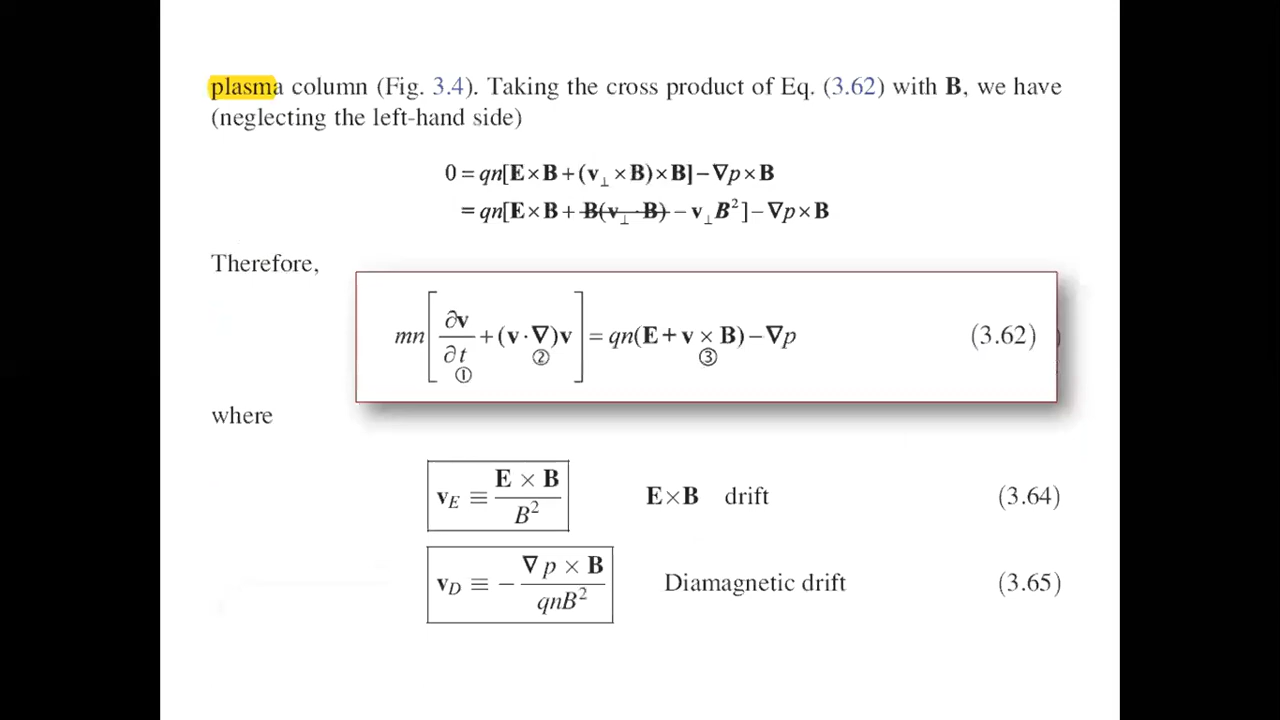 plasma column (Fig. 3.4). Taking the cross product of Eq. (3.62) with B, we have
(neglecting the left-hand side)
0 = qn[E × B + (v⊥ × B) × B] − ∇p × B
= qn[E × B + B(v⊥ · B) − v⊥B²] − ∇p × B
Therefore,
mn[∂v/∂t + (v · ∇)v] = qn(E + v × B) − ∇p (3.62)
① ② ③
where
v_E ≡ E × B / B² E×B drift (3.64)
v_D ≡ − ∇p × B / qnB² Diamagnetic drift (3.65)